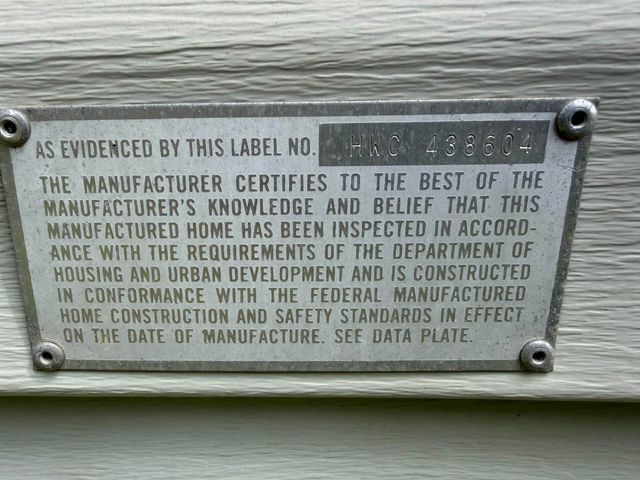 AS EVIDENCED BY THIS LABEL NO. HWC 438604
THE MANUFACTURER CERTIFIES TO THE BEST OF THE
MANUFACTURER'S KNOWLEDGE AND BELIEF THAT THIS
MANUFACTURED HOME HAS BEEN INSPECTED IN ACCORD-
ANCE WITH THE REQUIREMENTS OF THE DEPARTMENT OF
HOUSING AND URBAN DEVELOPMENT AND IS CONSTRUCTED
IN CONFORMANCE WITH THE FEDERAL MANUFACTURED
HOME CONSTRUCTION AND SAFETY STANDARDS IN EFFECT
ON THE DATE OF MANUFACTURE. SEE DATA PLATE.